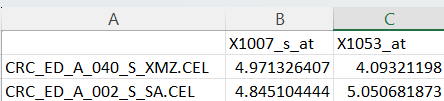 B C
X1007_s_at X1053_at
CRC_ED_A_040_S_XMZ.CEL 4.971326407 4.09321198
CRC_ED_A_002_S_SA.CEL 4.845104444 5.050681873